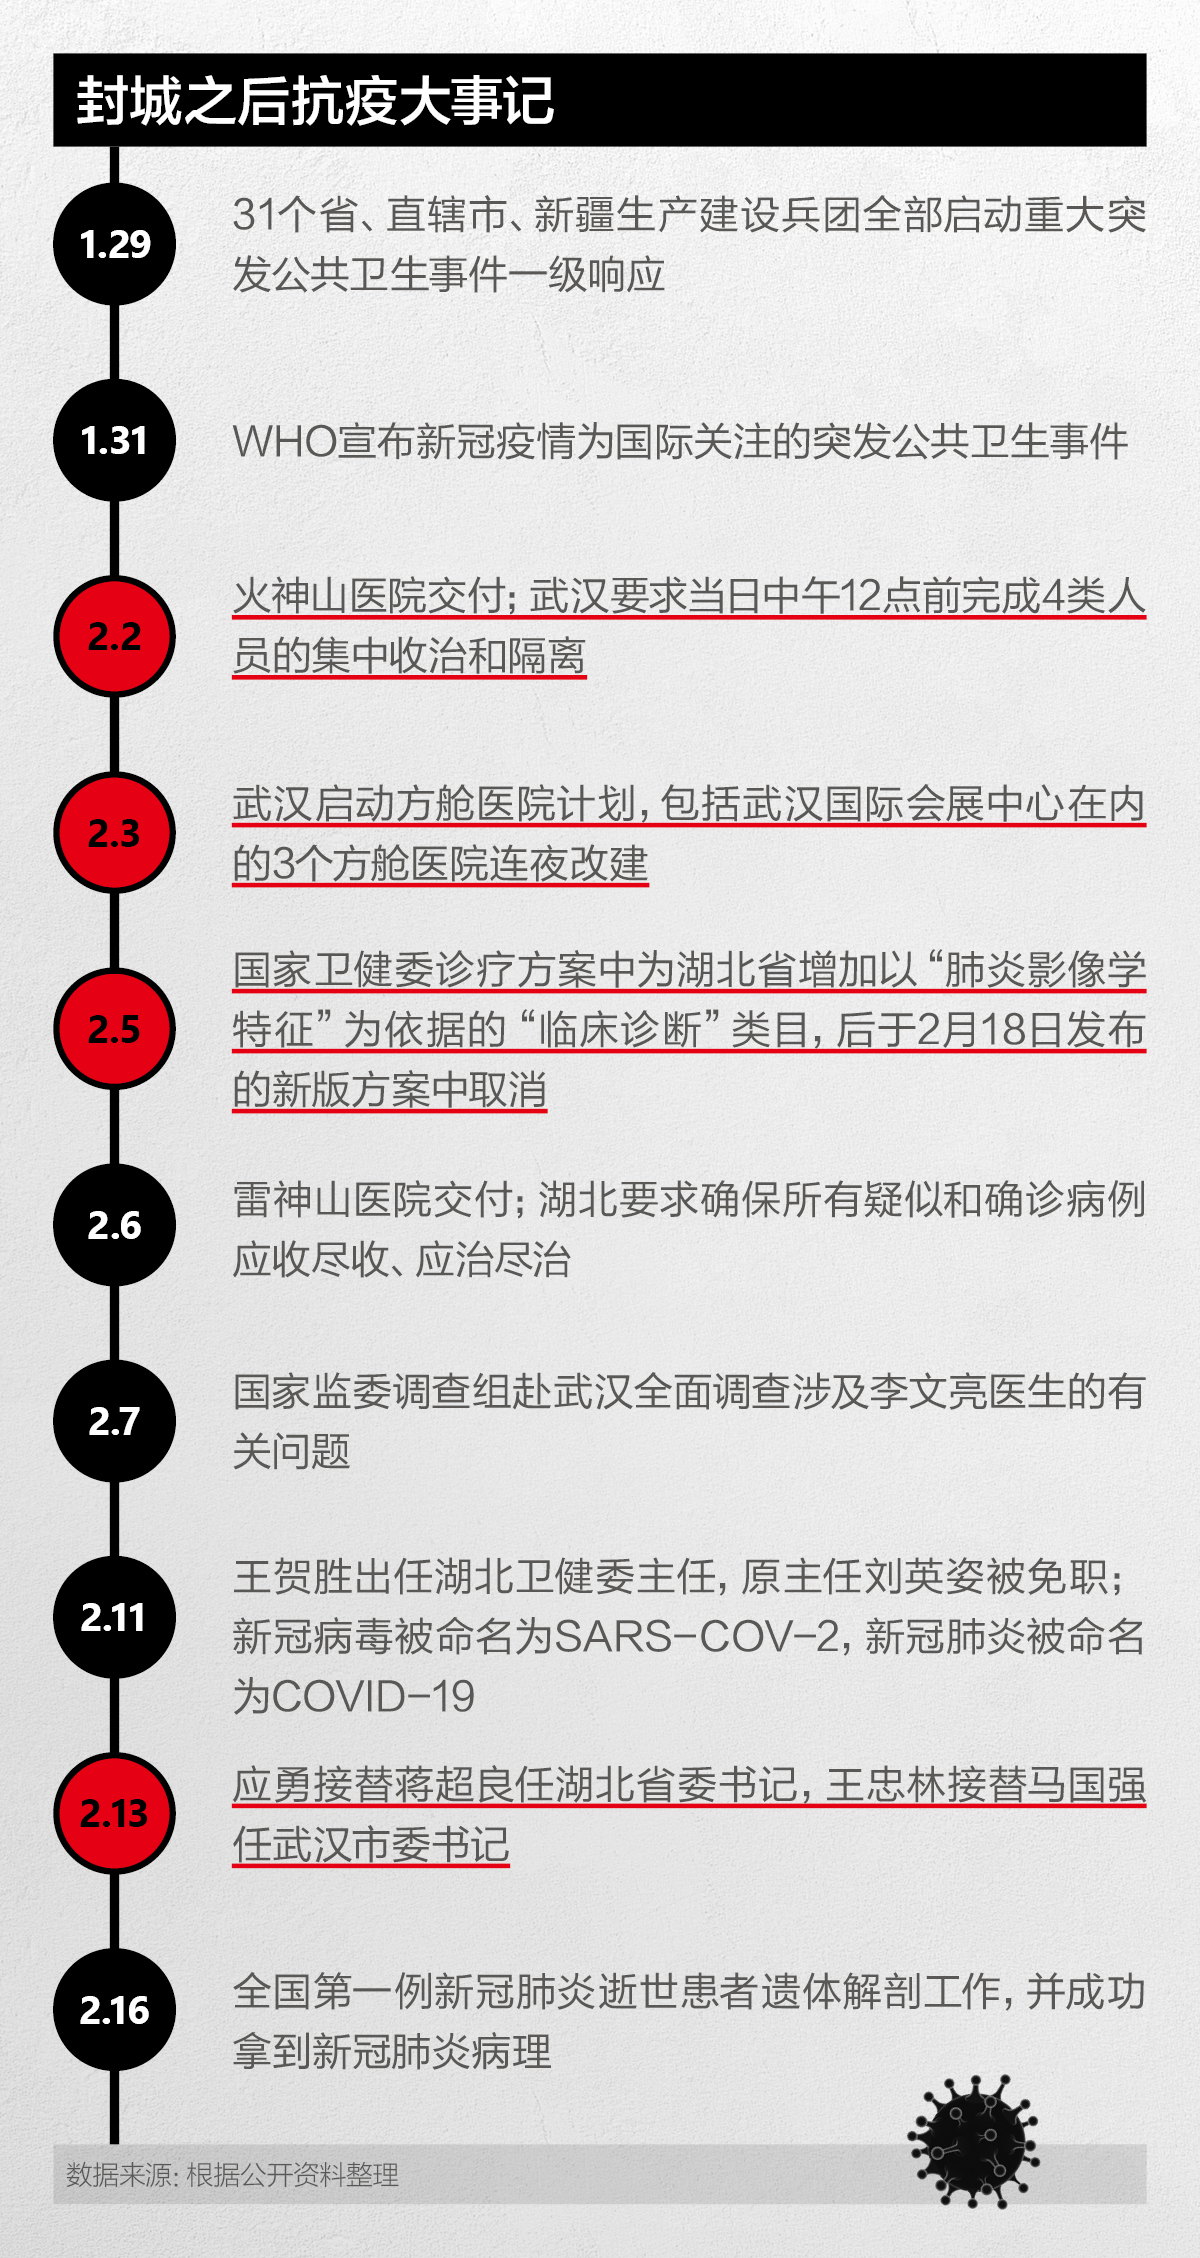 封城之后抗疫大事记
1.29
31个省、直辖市、新疆生产建设兵团全部启动重大突
发公共卫生事件一级响应
1.31
WHO宣布新冠疫情为国际关注的突发公共卫生事件
2.2
火神山医院交付；武汉要求当日中午12点前完成4类人
员的集中收治和隔离
2.3
武汉启动方舱医院计划，包括武汉国际会展中心在内
的3个方舱医院连夜改建
2.5
国家卫健委诊疗方案中为湖北省增加以“肺炎影像学
特征”为依据的“临床诊断”类目，后于2月18日发布
的新版方案中取消
2.6
雷神山医院交付；湖北要求确保所有疑似和确诊病例
应收尽收、应治尽治
2.7
国家监委调查组赴武汉全面调查涉及李文亮医生的有
关问题
2.11
王贺胜出任湖北卫健委主任，原主任刘英姿被免职；
新冠病毒被命名为SARS-COV-2，新冠肺炎被命名
为COVID-19
2.13
应勇接替蒋超良任湖北省委书记，王忠林接替马国强
任武汉市委书记
2.16
全国第一例新冠肺炎逝世患者遗体解剖工作，并成功
拿到新冠肺炎病理
数据来源：根据公开资料整理